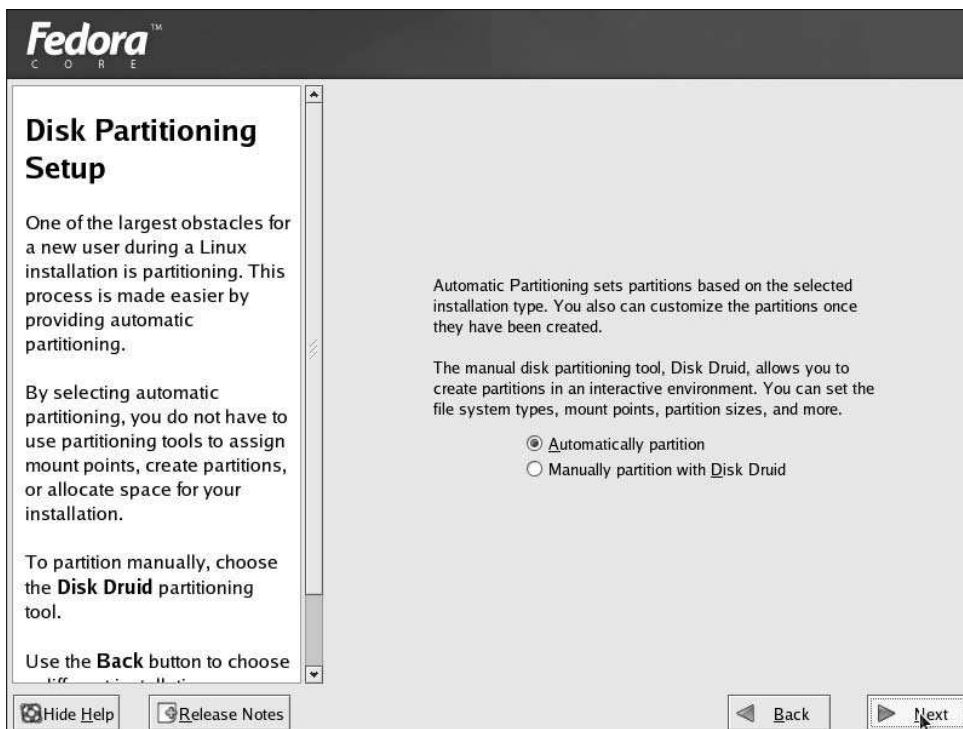 Fedora™
CORE
Disk Partitioning
Setup
One of the largest obstacles for
a new user during a Linux
installation is partitioning. This
process is made easier by
providing automatic
partitioning.
By selecting automatic
partitioning, you do not have to
use partitioning tools to assign
mount points, create partitions,
or allocate space for your
installation.
To partition manually, choose
the Disk Druid partitioning
tool.
Use the Back button to choose
Automatic Partitioning sets partitions based on the selected
installation type. You also can customize the partitions once
they have been created.
The manual disk partitioning tool, Disk Druid, allows you to
create partitions in an interactive environment. You can set the
file system types, mount points, partition sizes, and more.
Automatically partition
Manually partition with Disk Druid
Hide Help
Release Notes
Back
Next